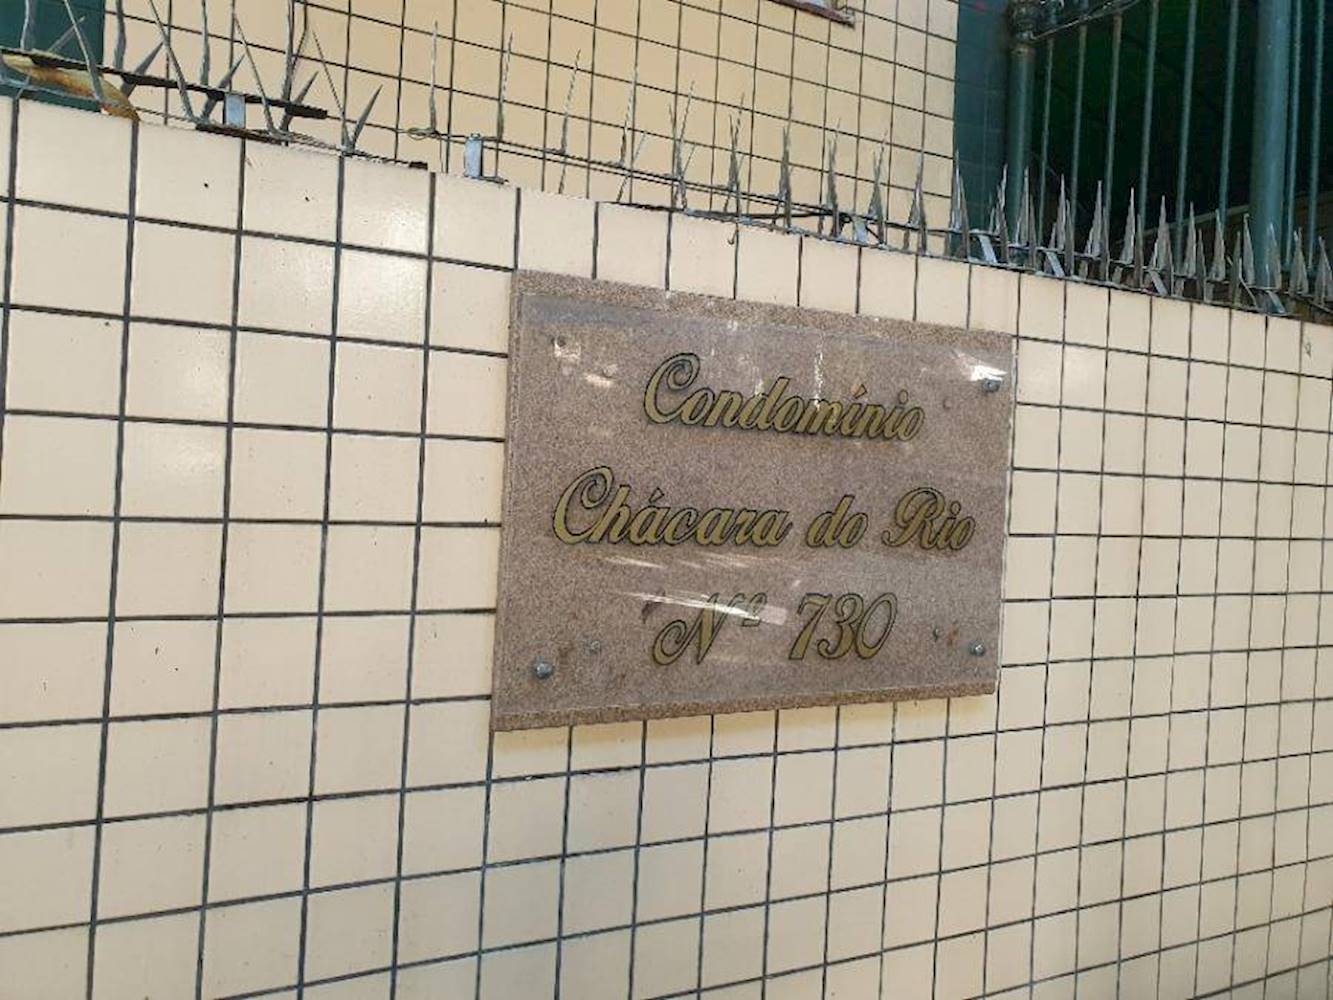 Condomínio
Chácara do Rio
Nº 730